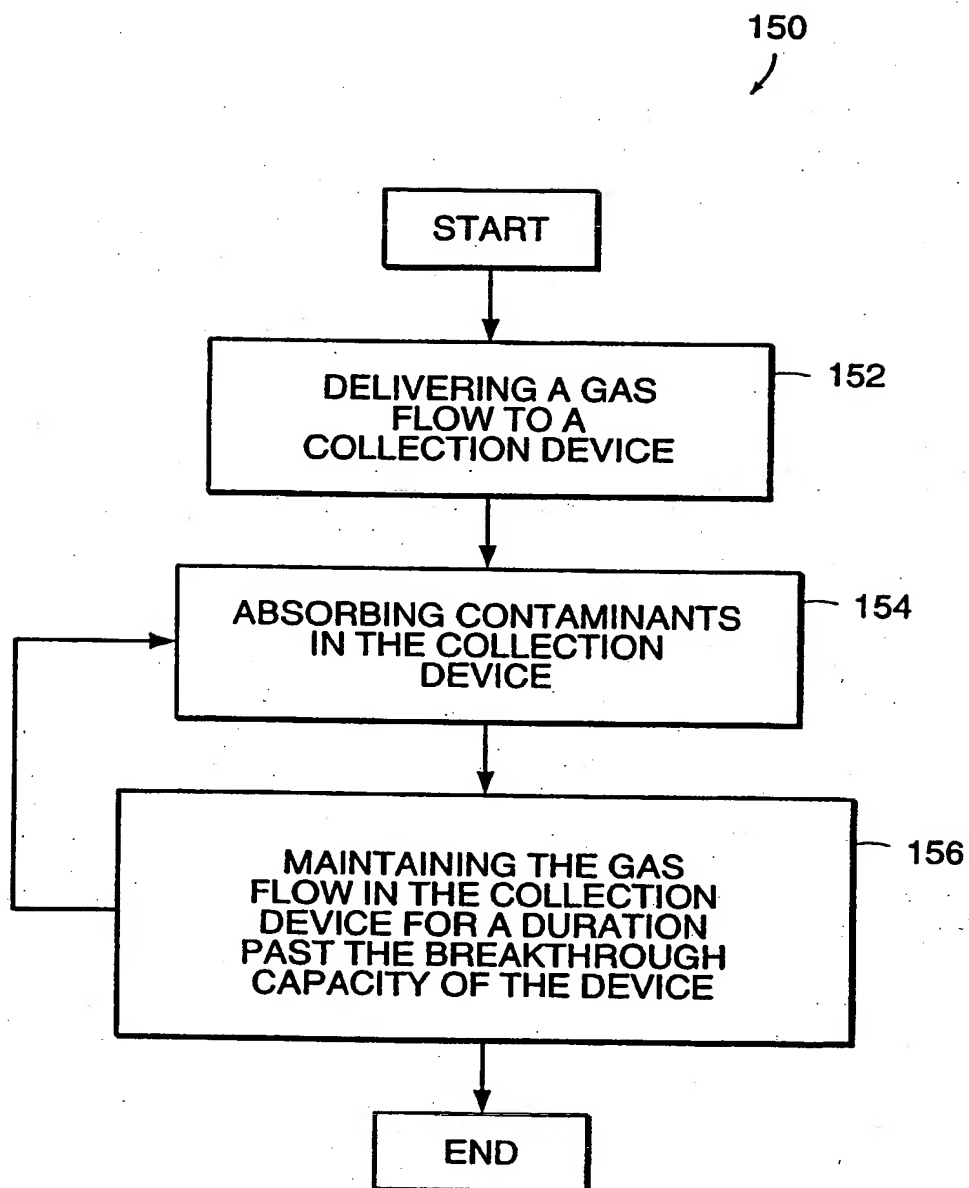 150
START
DELIVERING A GAS
FLOW TO A
COLLECTION DEVICE
152
ABSORBING CONTAMINANTS
IN THE COLLECTION
DEVICE
154
MAINTAINING THE GAS
FLOW IN THE COLLECTION
DEVICE FOR A DURATION
PAST THE BREAKTHROUGH
CAPACITY OF THE DEVICE
156
END